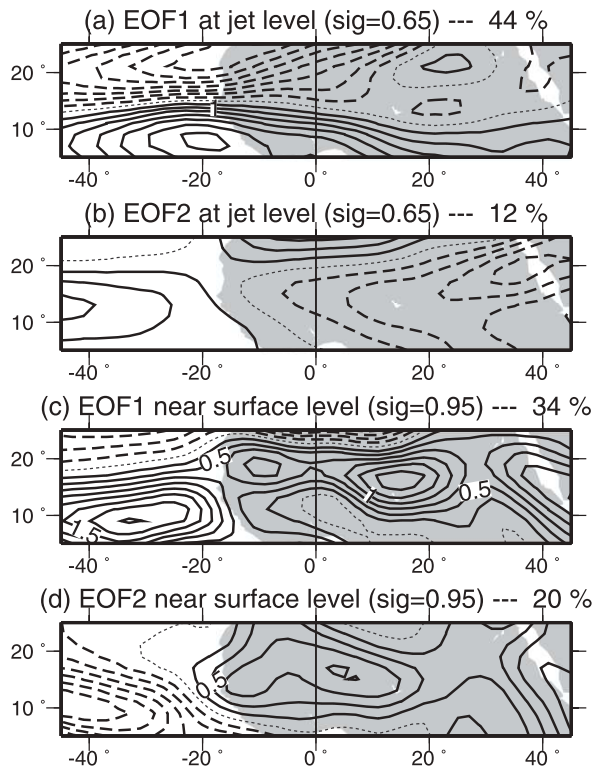 (a) EOF1 at jet level (sig=0.65) --- 44 %
20 °
1
10 °
-40 ° -20 ° 0 ° 20 ° 40 °
(b) EOF2 at jet level (sig=0.65) --- 12 %
20 °
10 °
-40 ° -20 ° 0 ° 20 ° 40 °
(c) EOF1 near surface level (sig=0.95) --- 34 %
20 °
0.5
1
0.5
10 °
1.5
-40 ° -20 ° 0 ° 20 ° 40 °
(d) EOF2 near surface level (sig=0.95) --- 20 %
20 °
0.5
10 °
-40 ° -20 ° 0 ° 20 ° 40 °